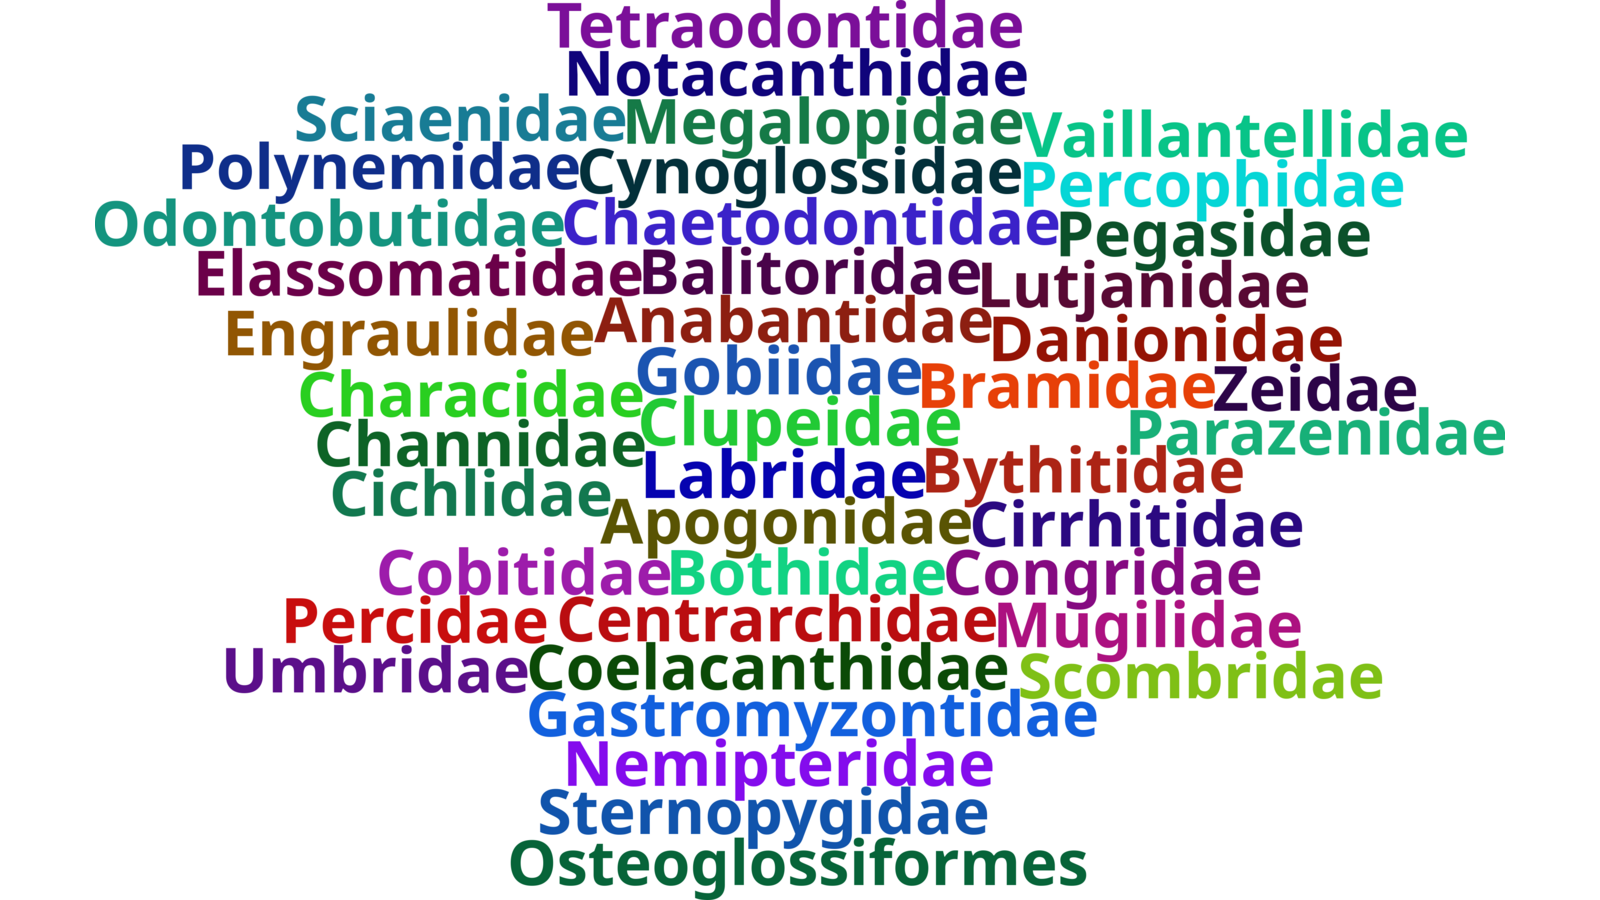 Tetraodontidae
Notacanthidae
Sciaenidae Megalopidae Vaillantellidae
Polynemidae Cynoglossidae Percophidae
Odontobutidae Chaetodontidae Pegasidae
Elassomatidae Balitoridae Lutjanidae
Engraulidae Anabantidae Danionidae
Characidae Gobiidae Bramidae Zeidae
Channidae Clupeidae Parazenidae
Cichlidae Labridae Bythitidae
Apogonidae Cirrhitidae
Cobitidae Bothidae Congridae
Percidae Centrarchidae Mugilidae
Umbridae Coelacanthidae Scombridae
Gastromyzontidae
Nemipteridae
Sternopygidae
Osteoglossiformes